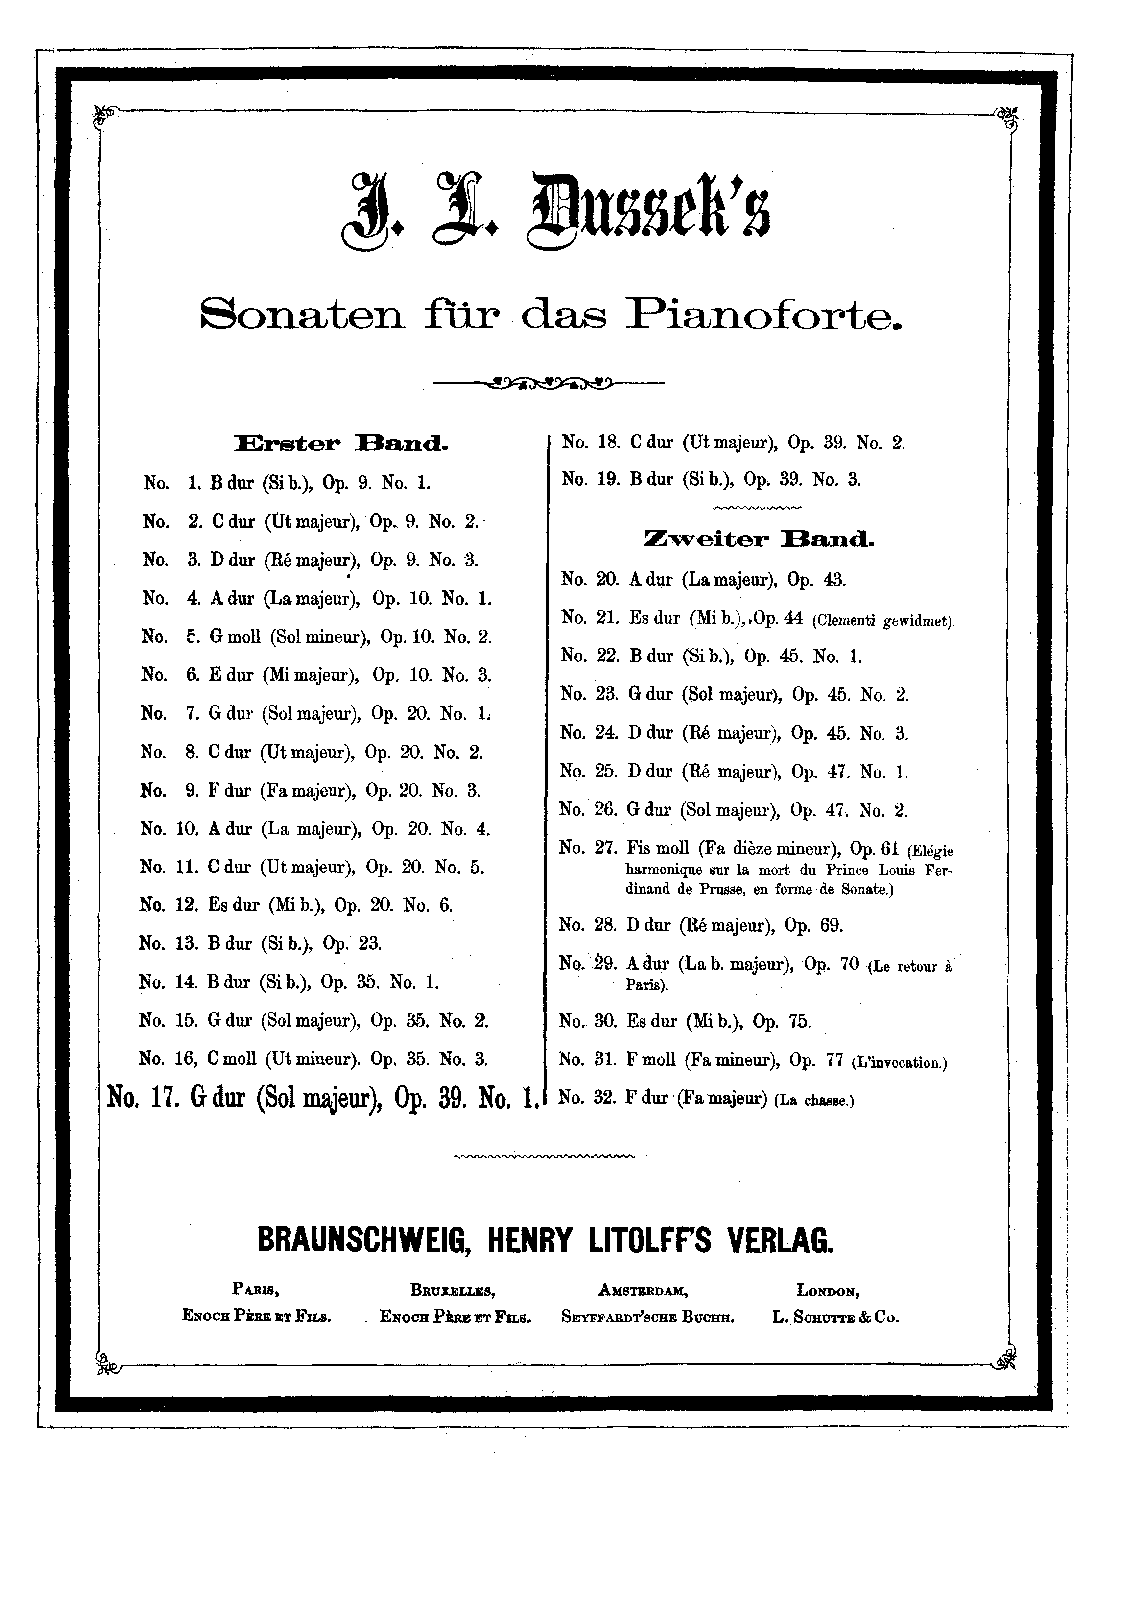 J. L. Dussek's
Sonaten für das Pianoforte.
Erster Band.
No. 1. B dur (Si b.), Op. 9. No. 1.
No. 2. C dur (Ut majeur), Op. 9. No. 2.
No. 3. D dur (Ré majeur), Op. 9. No. 3.
No. 4. A dur (La majeur), Op. 10. No. 1.
No. 5. G moll (Sol mineur), Op. 10. No. 2.
No. 6. E dur (Mi majeur), Op. 10. No. 3.
No. 7. G dur (Sol majeur), Op. 20. No. 1.
No. 8. C dur (Ut majeur), Op. 20. No. 2.
No. 9. F dur (Fa majeur), Op. 20. No. 3.
No. 10. A dur (La majeur), Op. 20. No. 4.
No. 11. C dur (Ut majeur), Op. 20. No. 5.
No. 12. Es dur (Mi b.), Op. 20. No. 6.
No. 13. B dur (Si b.), Op. 23.
No. 14. B dur (Si b.), Op. 35. No. 1.
No. 15. G dur (Sol majeur), Op. 35. No. 2.
No. 16, C moll (Ut mineur). Op. 35. No. 3.
No. 17. G dur (Sol majeur), Op. 39. No. 1.
No. 18. C dur (Ut majeur), Op. 39. No. 2.
No. 19. B dur (Si b.), Op. 39. No. 3.
Zweiter Band.
No. 20. A dur (La majeur), Op. 43.
No. 21. Es dur (Mi b.), Op. 44 (Clementi gewidmet).
No. 22. B dur (Si b.), Op. 45. No. 1.
No. 23. G dur (Sol majeur), Op. 45. No. 2.
No. 24. D dur (Ré majeur), Op. 45. No. 3.
No. 25. D dur (Ré majeur), Op. 47. No. 1.
No. 26. G dur (Sol majeur), Op. 47. No. 2.
No. 27. Fis moll (Fa dièze mineur), Op. 61 (Elégie
harmonique sur la mort du Prince Louis Fer-
dinand de Prusse, en forme de Sonate.)
No. 28. D dur (Ré majeur), Op. 69.
No. 29. A dur (La b. majeur), Op. 70 (Le retour à
Paris).
No. 30. Es dur (Mi b.), Op. 75.
No. 31. F moll (Fa mineur), Op. 77 (L'invocation.)
No. 32. F dur (Fa majeur) (La chasse.)
BRAUNSCHWEIG, HENRY LITOLFF'S VERLAG.
PARIS, BRUXELLES, AMSTERDAM, LONDON,
ENOCH PÈRE ET FILS. ENOCH PÈRE ET FILS. SEYFFARDT'SCHE BUCHH. L. SCHUTTE & CO.